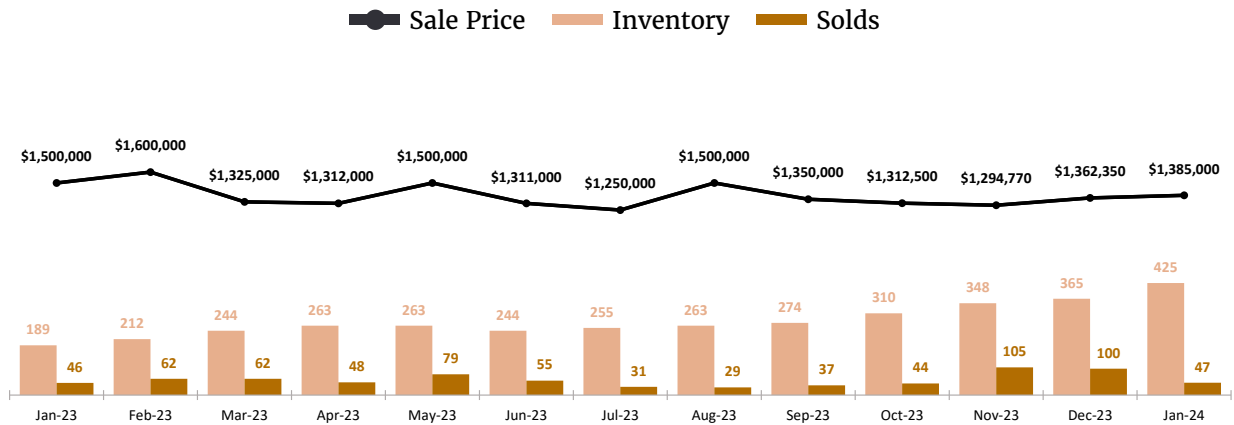 Sale Price Inventory Solds
$1,500,000 $1,600,000 $1,325,000 $1,312,000 $1,500,000 $1,311,000 $1,250,000 $1,500,000 $1,350,000 $1,312,500 $1,294,770 $1,362,350 $1,385,000
189 212 244 263 263 244 255 263 274 310 348 365 425
46 62 62 48 79 55 31 29 37 44 105 100 47
Jan-23 Feb-23 Mar-23 Apr-23 May-23 Jun-23 Jul-23 Aug-23 Sep-23 Oct-23 Nov-23 Dec-23 Jan-24